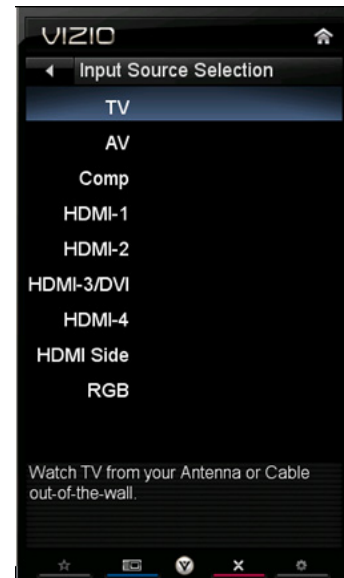 VIZIO
Input Source Selection
TV
AV
Comp
HDMI-1
HDMI-2
HDMI-3/DVI
HDMI-4
HDMI Side
RGB
Watch TV from your Antenna or Cable
out-of-the-wall.
V